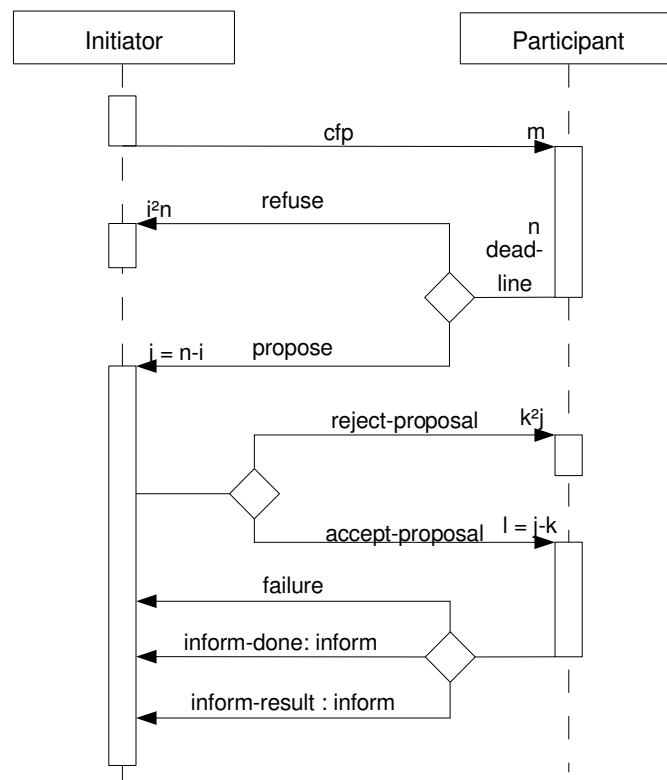 Initiator
Participant
cfp
m
i²n
refuse
n
dead-
line
j = n-i
propose
reject-proposal
k²j
accept-proposal
l = j-k
failure
inform-done: inform
inform-result : inform